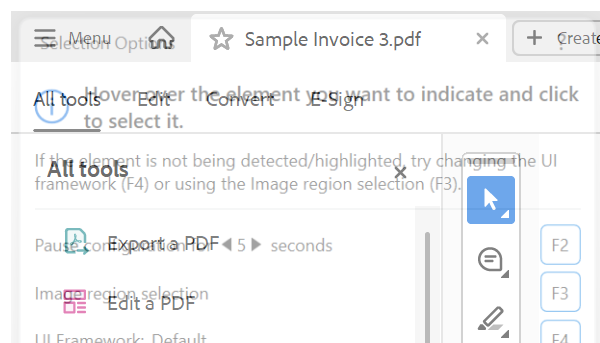 Menu
Sample Invoice 3.pdf
Create
Selection Options
All tools
Edit
Convert
E-Sign
Hover over the element you want to indicate and click
to select it.
All tools
If the element is not being detected/highlighted, try changing the UI
framework (F4) or using the Image region selection (F3).
Export a PDF
Pause configuration for 5 seconds
F2
Edit a PDF
Image region selection
F3
UI Framework: Default
F4